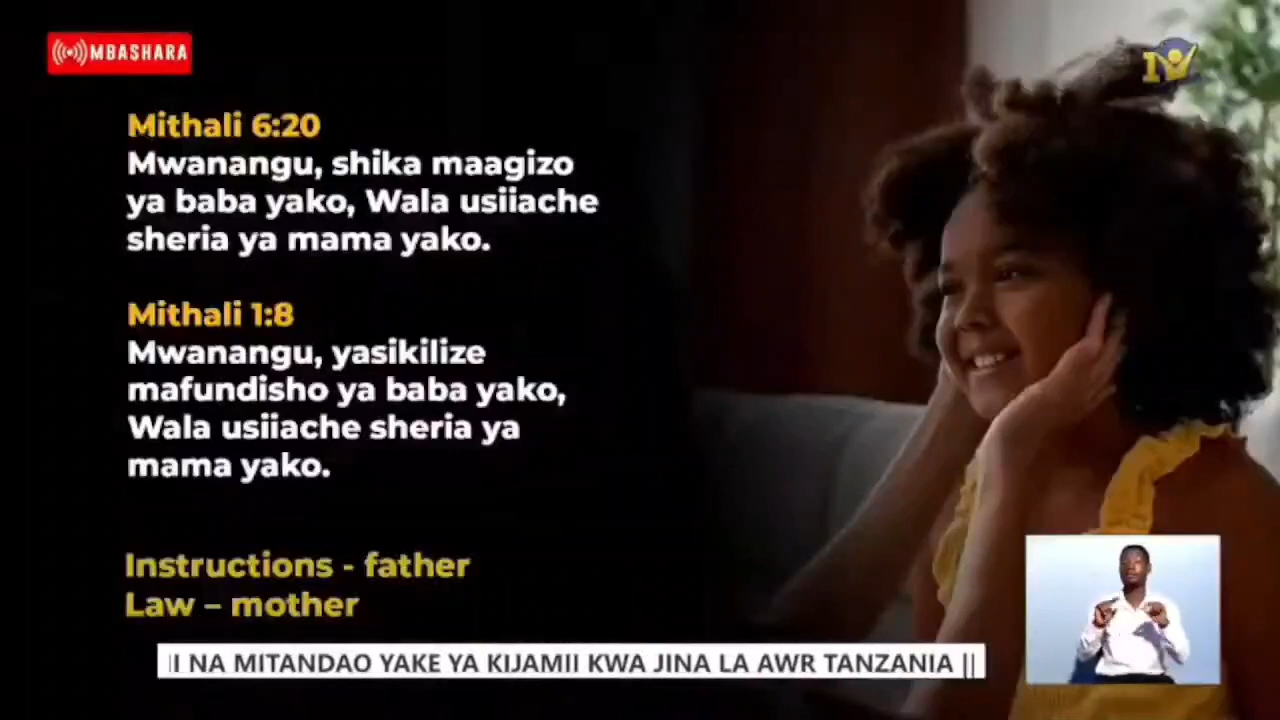 MBASHARA
Mithali 6:20
Mwanangu, shika maagizo
ya baba yako, Wala usiiache
sheria ya mama yako.
Mithali 1:8
Mwanangu, yasikilize
mafundisho ya baba yako,
Wala usiiache sheria ya
mama yako.
Instructions - father
Law – mother
I NA MITANDAO YAKE YA KIJAMII KWA JINA LA AWR TANZANIA ||